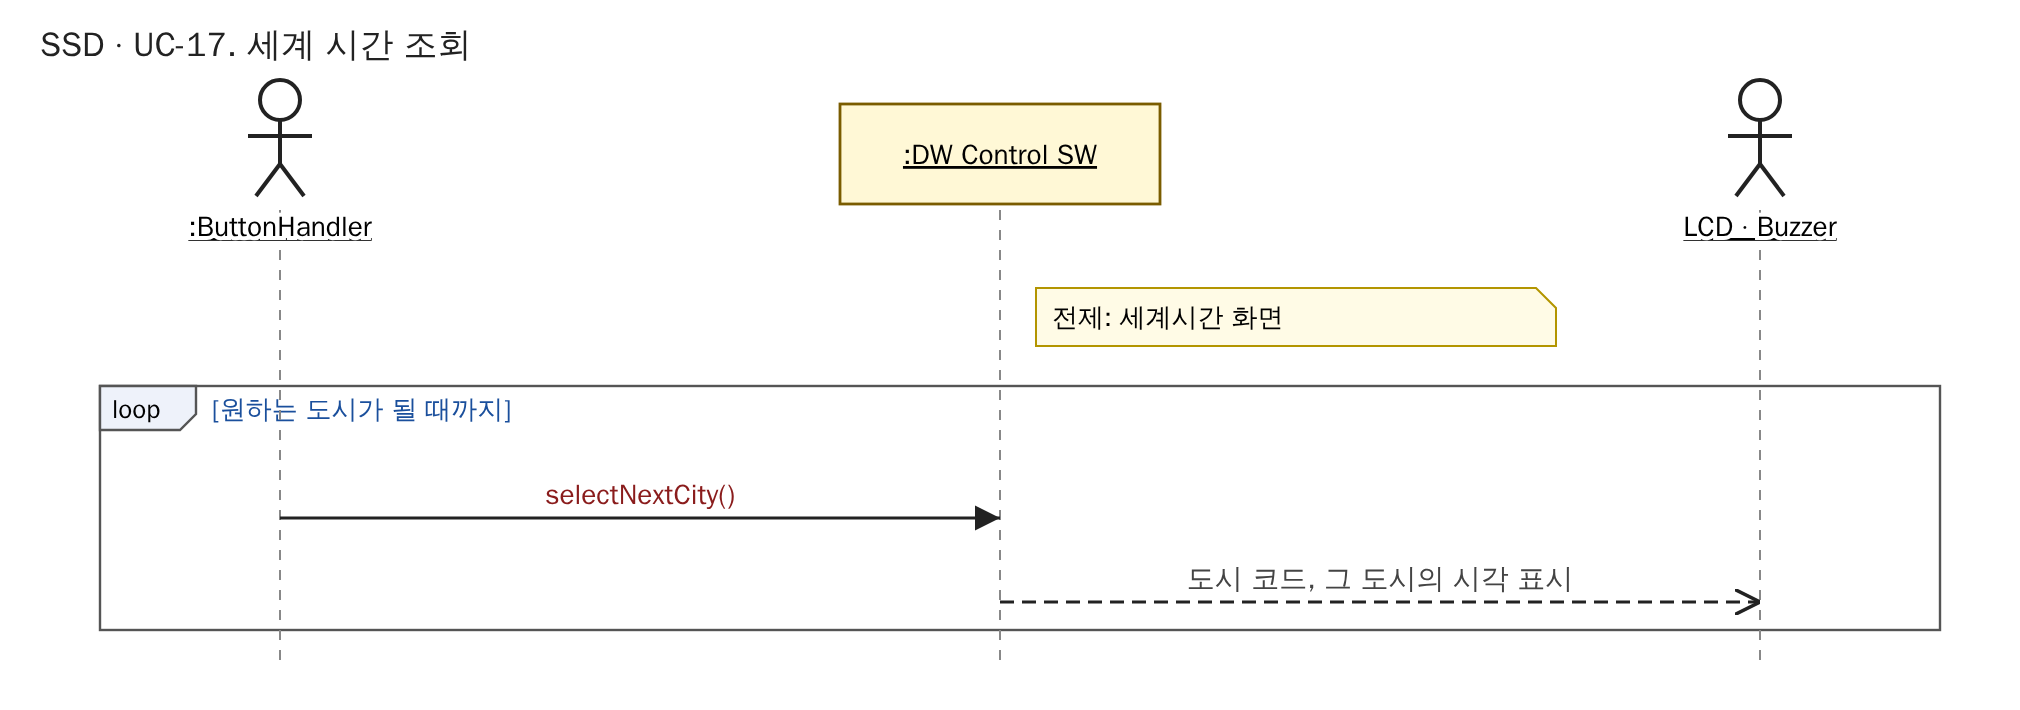 SSD · UC-17. 세계 시간 조회
:ButtonHandler
:DW Control SW
LCD · Buzzer
전제: 세계시간 화면
loop
[원하는 도시가 될 때까지]
selectNextCity()
도시 코드, 그 도시의 시각 표시